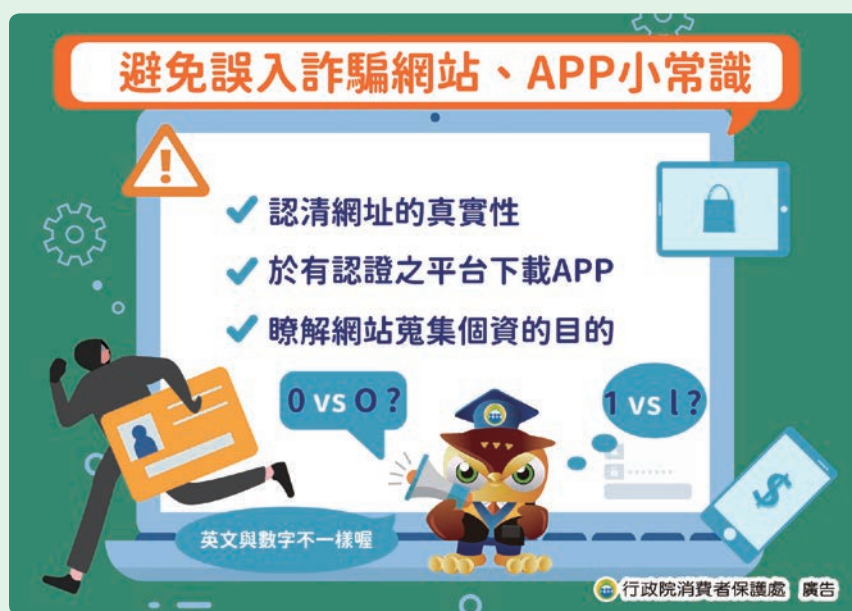 避免誤入詐騙網站、APP小常識
認清網址的真實性
於有認證之平台下載APP
瞭解網站蒐集個資的目的
0 vs O ?
1 vs l ?
英文與數字不一樣喔
行政院消費者保護處 廣告